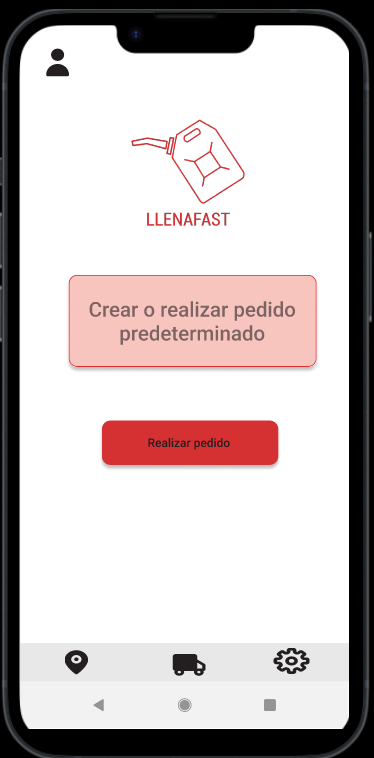 LLENAFAST
Crear o realizar pedido
predeterminado
Realizar pedido